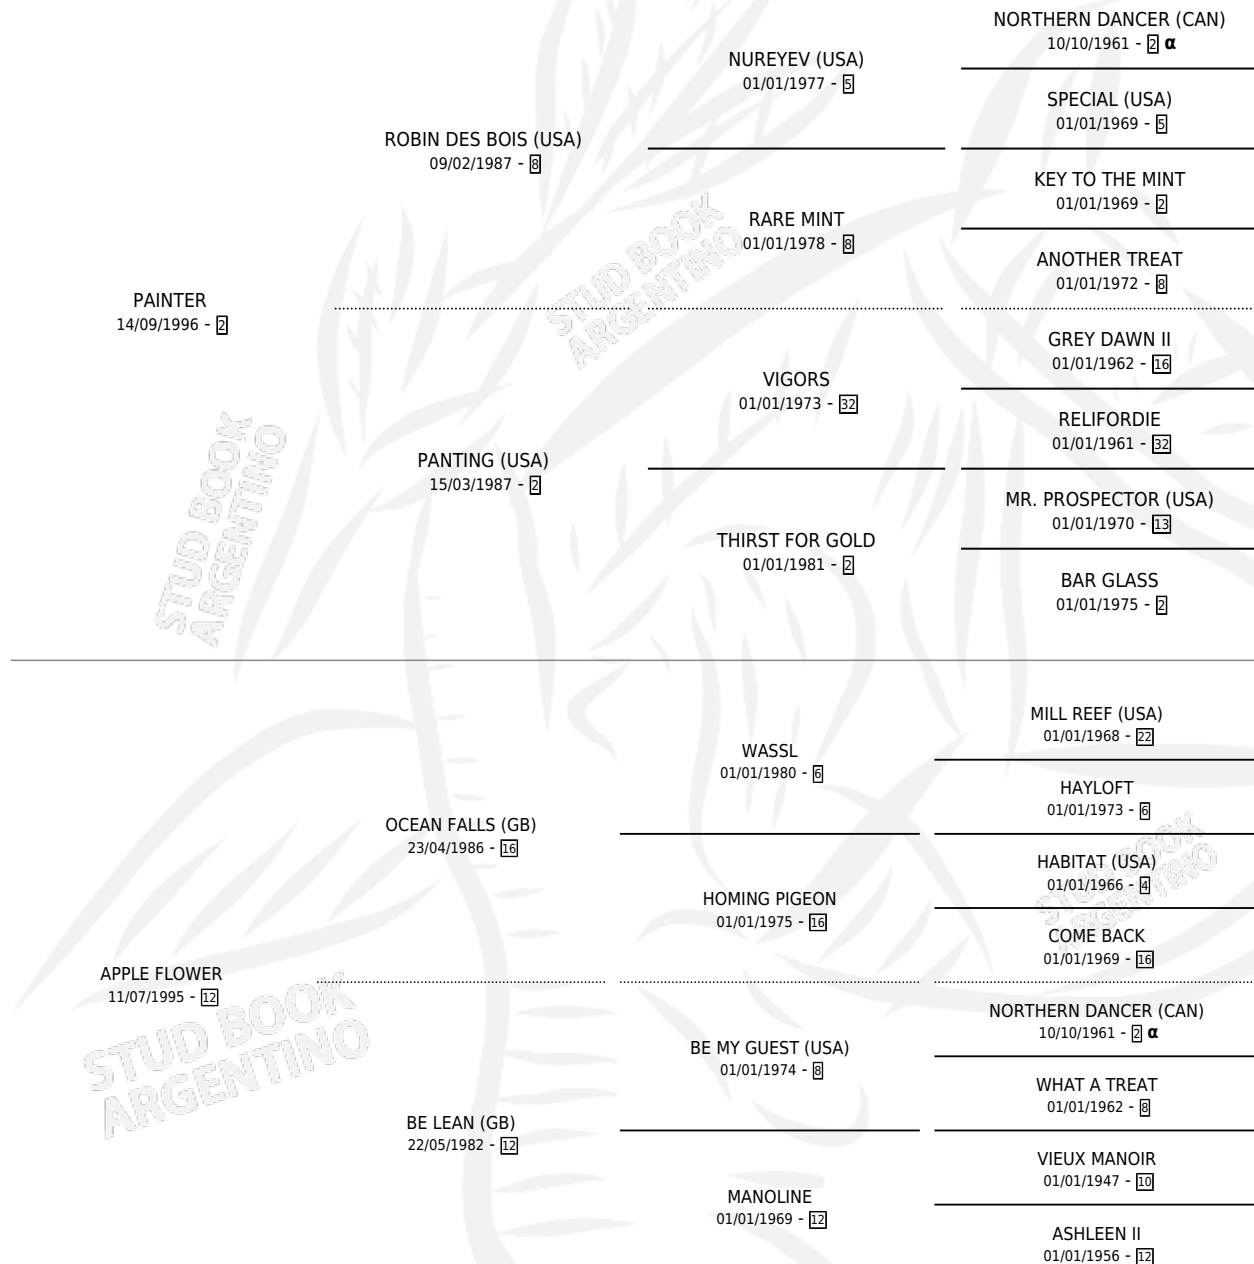 NORTHERN DANCER (CAN)
10/10/1961 - 2 α
NUREYEV (USA)
01/01/1977 - 5
SPECIAL (USA)
01/01/1969 - 5
ROBIN DES BOIS (USA)
09/02/1987 - 8
KEY TO THE MINT
01/01/1969 - 2
RARE MINT
01/01/1978 - 8
ANOTHER TREAT
01/01/1972 - 8
PAINTER
14/09/1996 - 2
GREY DAWN II
01/01/1962 - 16
VIGORS
01/01/1973 - 32
RELIFORDIE
01/01/1961 - 32
PANTING (USA)
15/03/1987 - 2
MR. PROSPECTOR (USA)
01/01/1970 - 13
THIRST FOR GOLD
01/01/1981 - 2
BAR GLASS
01/01/1975 - 2
MILL REEF (USA)
01/01/1968 - 22
WASSL
01/01/1980 - 6
HAYLOFT
01/01/1973 - 6
OCEAN FALLS (GB)
23/04/1986 - 16
HABITAT (USA)
01/01/1966 - 4
HOMING PIGEON
01/01/1975 - 16
COME BACK
01/01/1969 - 16
APPLE FLOWER
11/07/1995 - 12
NORTHERN DANCER (CAN)
10/10/1961 - 2 α
BE MY GUEST (USA)
01/01/1974 - 8
WHAT A TREAT
01/01/1962 - 8
BE LEAN (GB)
22/05/1982 - 12
VIEUX MANOIR
01/01/1947 - 10
MANOLINE
01/01/1969 - 12
ASHLEEN II
01/01/1956 - 12
STUD BOOK
ARGENTINO
STUD BOOK
ARGENTINO
STUD BOOK
ARGENTINO
STUD BOOK
ARGENTINO